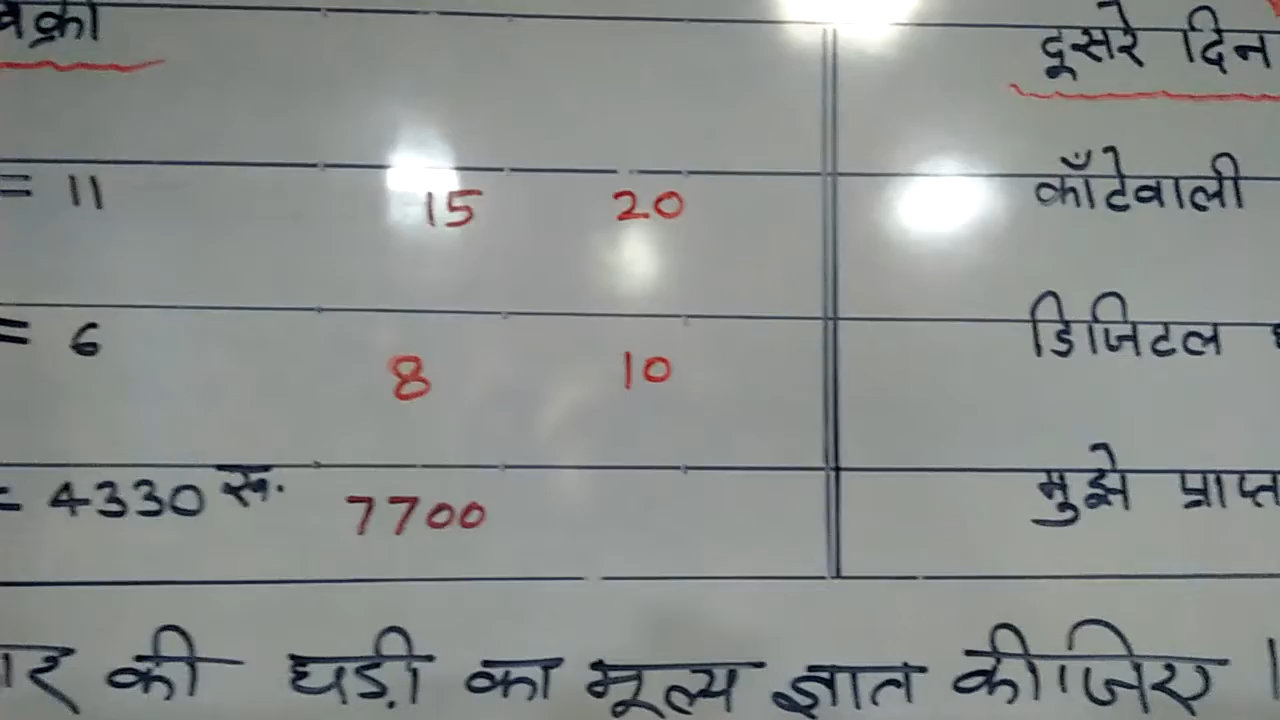 बिक्री दूसरे दिन
= 11 15 20 काँटेवाली
= 6 8 10 डिजिटल
= 4330 रू. 7700 मुझे प्राप्त
की घड़ी का मूल्य ज्ञात कीजिए |